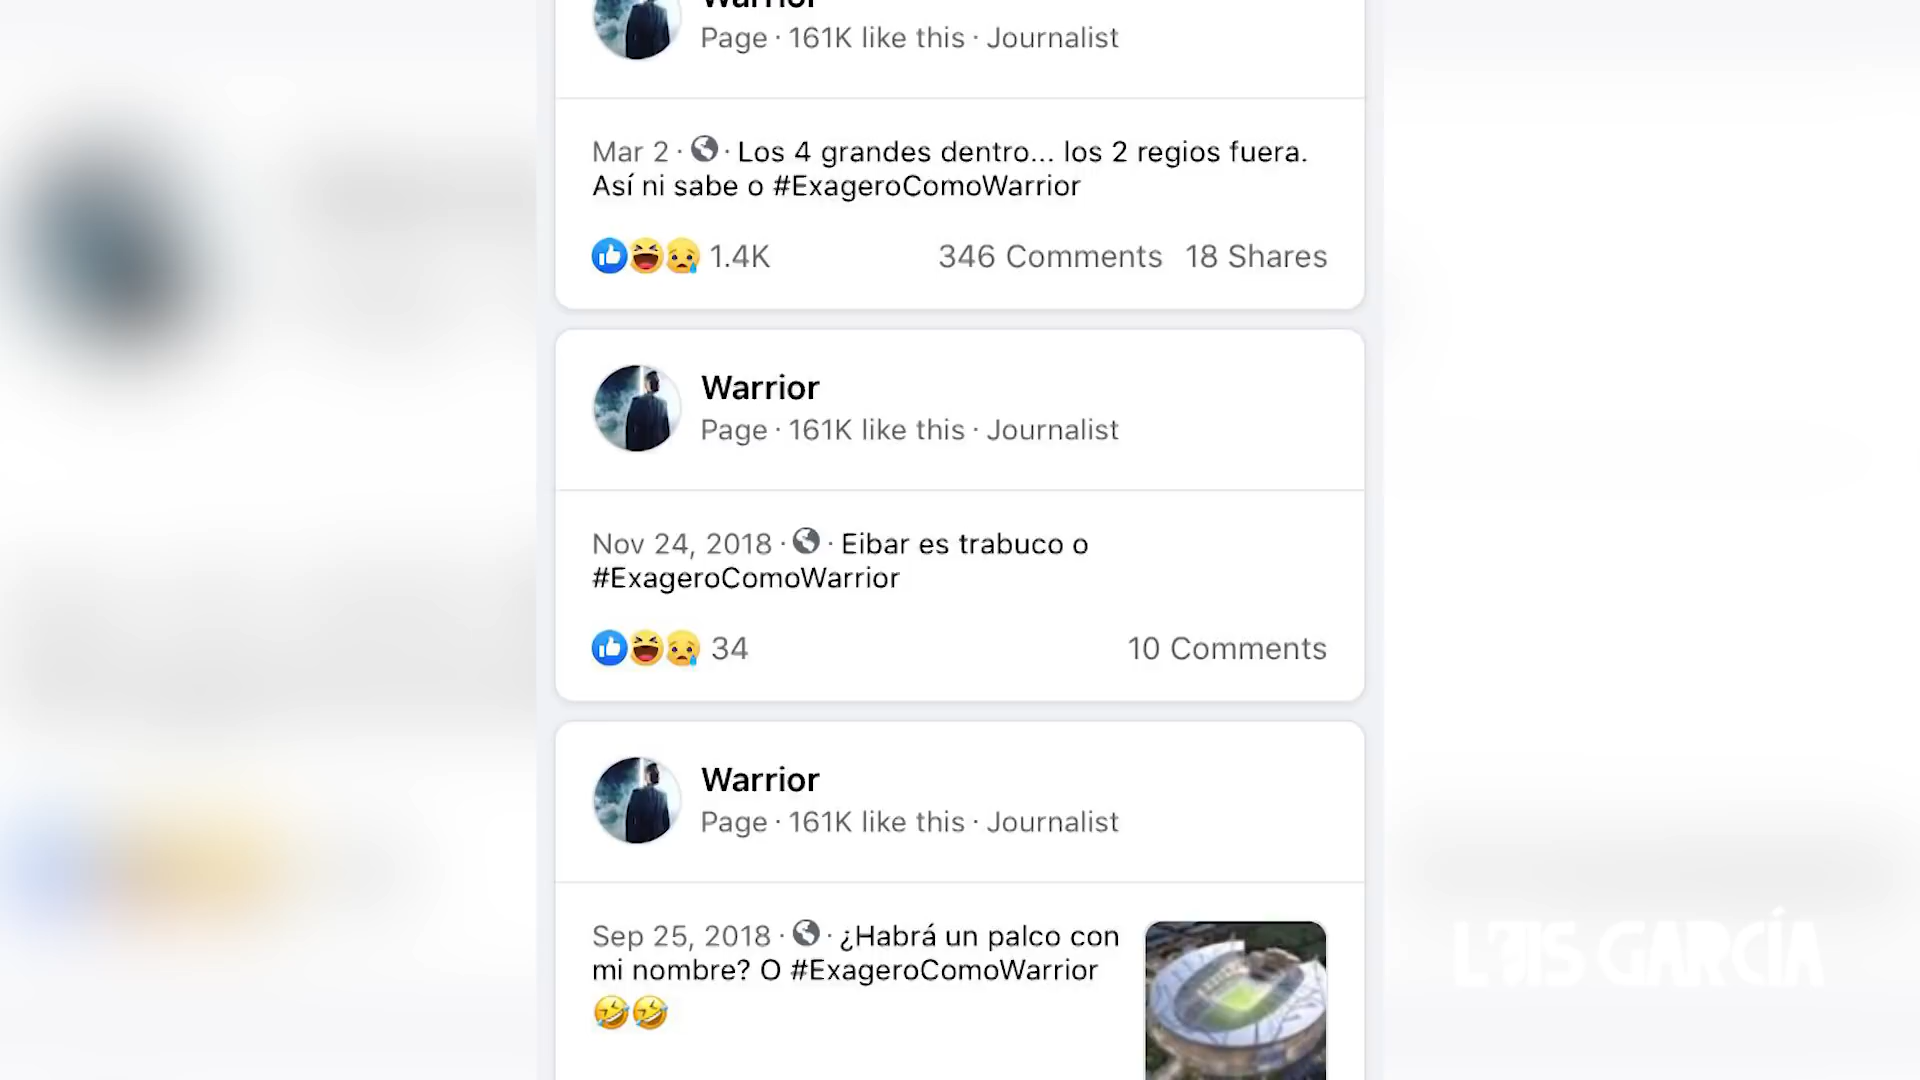 Warrior
Page · 161K like this · Journalist
Mar 2 · · Los 4 grandes dentro... los 2 regios fuera.
Así ni sabe o #ExageroComoWarrior
1.4K 346 Comments 18 Shares
Warrior
Page · 161K like this · Journalist
Nov 24, 2018 · · Eibar es trabuco o
#ExageroComoWarrior
34 10 Comments
Warrior
Page · 161K like this · Journalist
Sep 25, 2018 · · ¿Habrá un palco con
mi nombre? O #ExageroComoWarrior
🤣🤣
LUIS GARCÍA